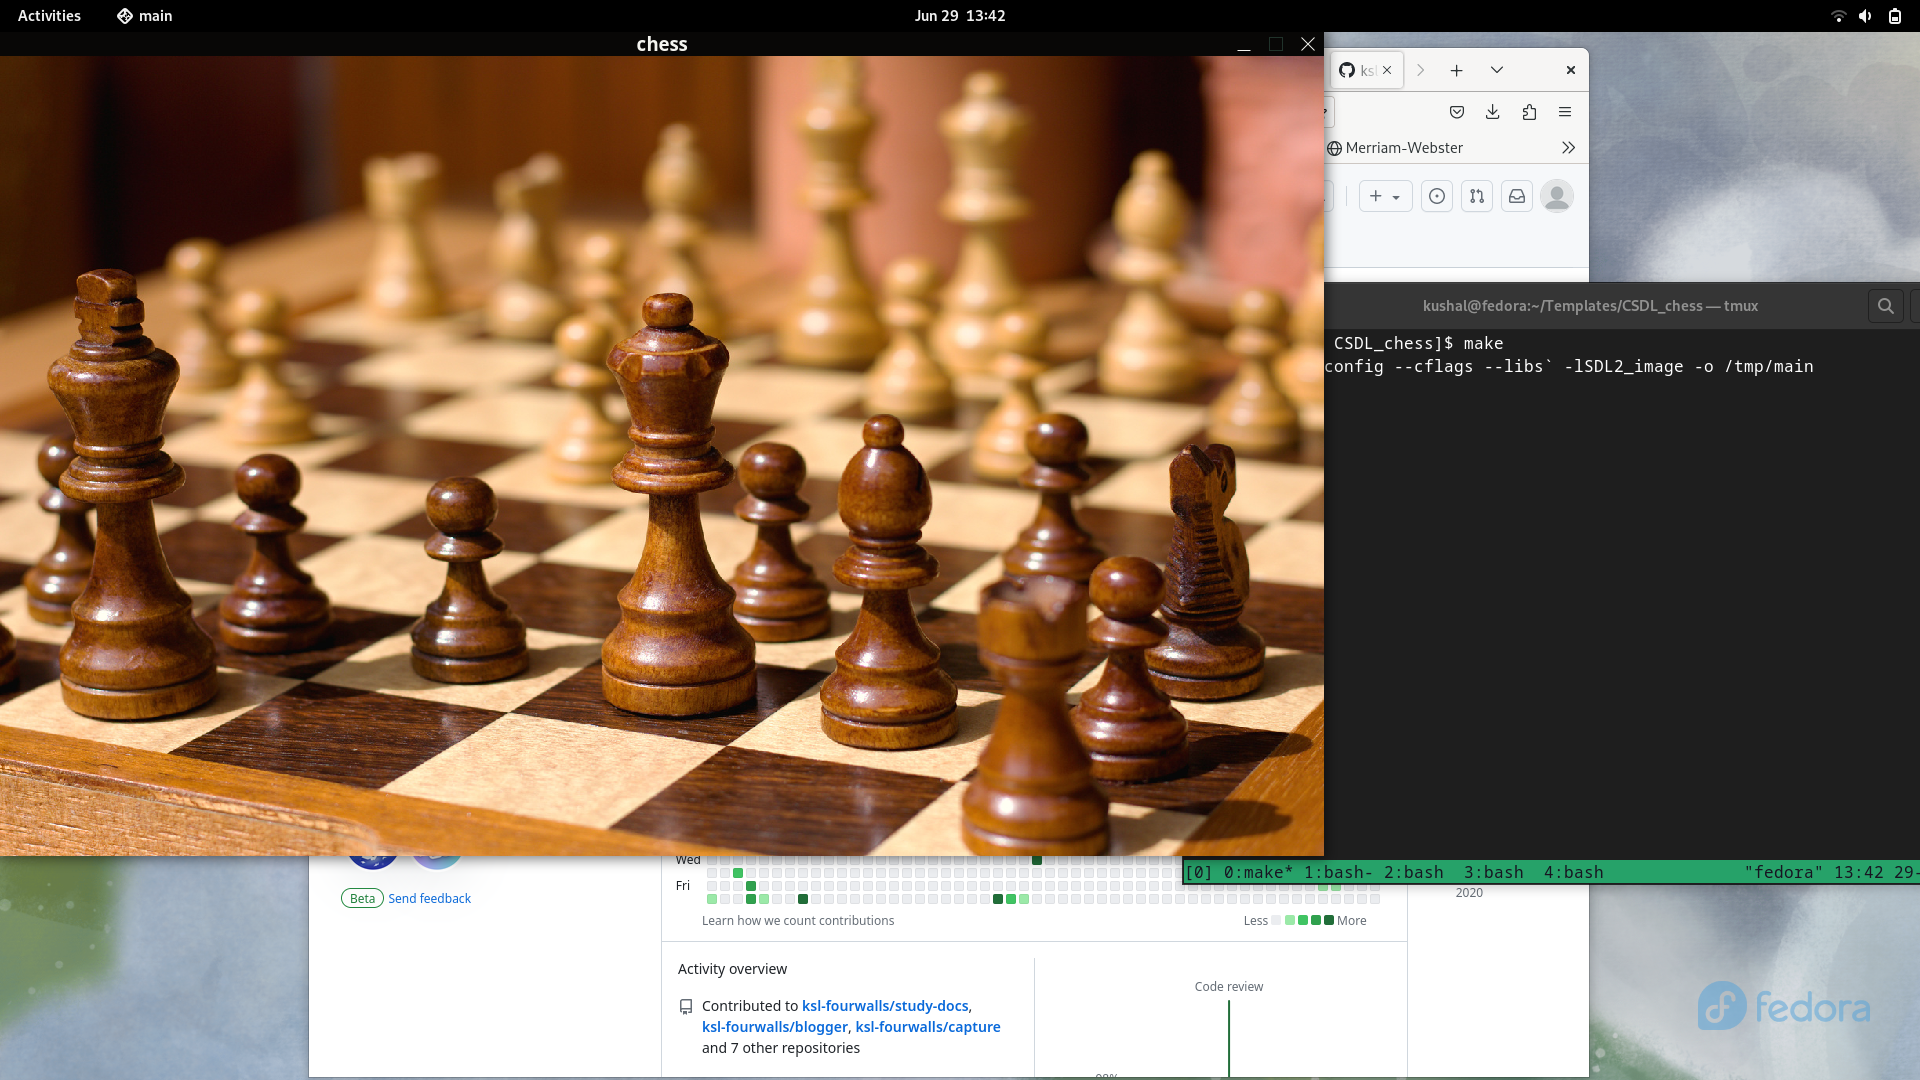 Activities
main
Jun 29 13:42
chess
ksl
Merriam-Webster
kushal@fedora:~/Templates/CSDL_chess — tmux
CSDL_chess]$ make
config --cflags --libs` -lSDL2_image -o /tmp/main
[0] 0:make* 1:bash- 2:bash 3:bash 4:bash "fedora" 13:42 29-
Wed
Fri
2020
Beta Send feedback
Learn how we count contributions
Less
More
Activity overview
Code review
Contributed to ksl-fourwalls/study-docs,
ksl-fourwalls/blogger, ksl-fourwalls/capture
and 7 other repositories
fedora